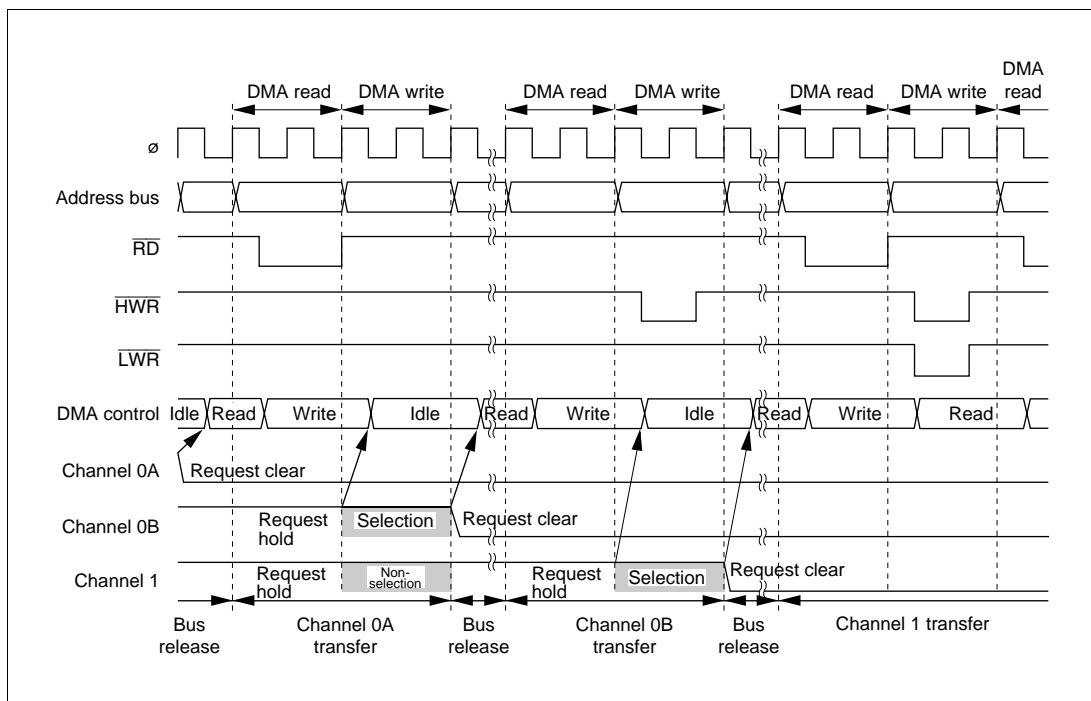 DMA read DMA write DMA read DMA write DMA read DMA write DMA
read
ø
Address bus
RD
HWR
LWR
DMA control Idle Read Write Idle Read Write Idle Read Write Read
Channel 0A Request clear
Channel 0B Request
hold Selection Request clear
Channel 1 Request
hold Non-
selection Request
hold Selection Request clear
Bus
release Channel 0A
transfer Bus
release Channel 0B
transfer Bus
release Channel 1 transfer